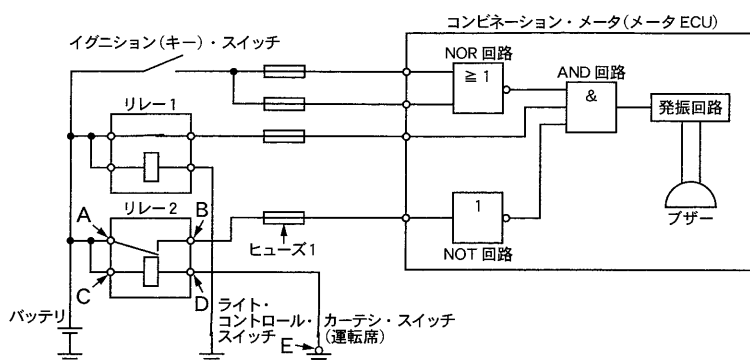 コンビネーション・メータ(メータ ECU)
イグニション(キー)・スイッチ
NOR 回路
≧ 1
AND 回路
&
リレー 1
発振回路
ブザー
リレー 2
A
B
1
ヒューズ 1
NOT 回路
C
D
バッテリ
ライト・
コントロール・
スイッチ
カーテシ・スイッチ
(運転席)
E